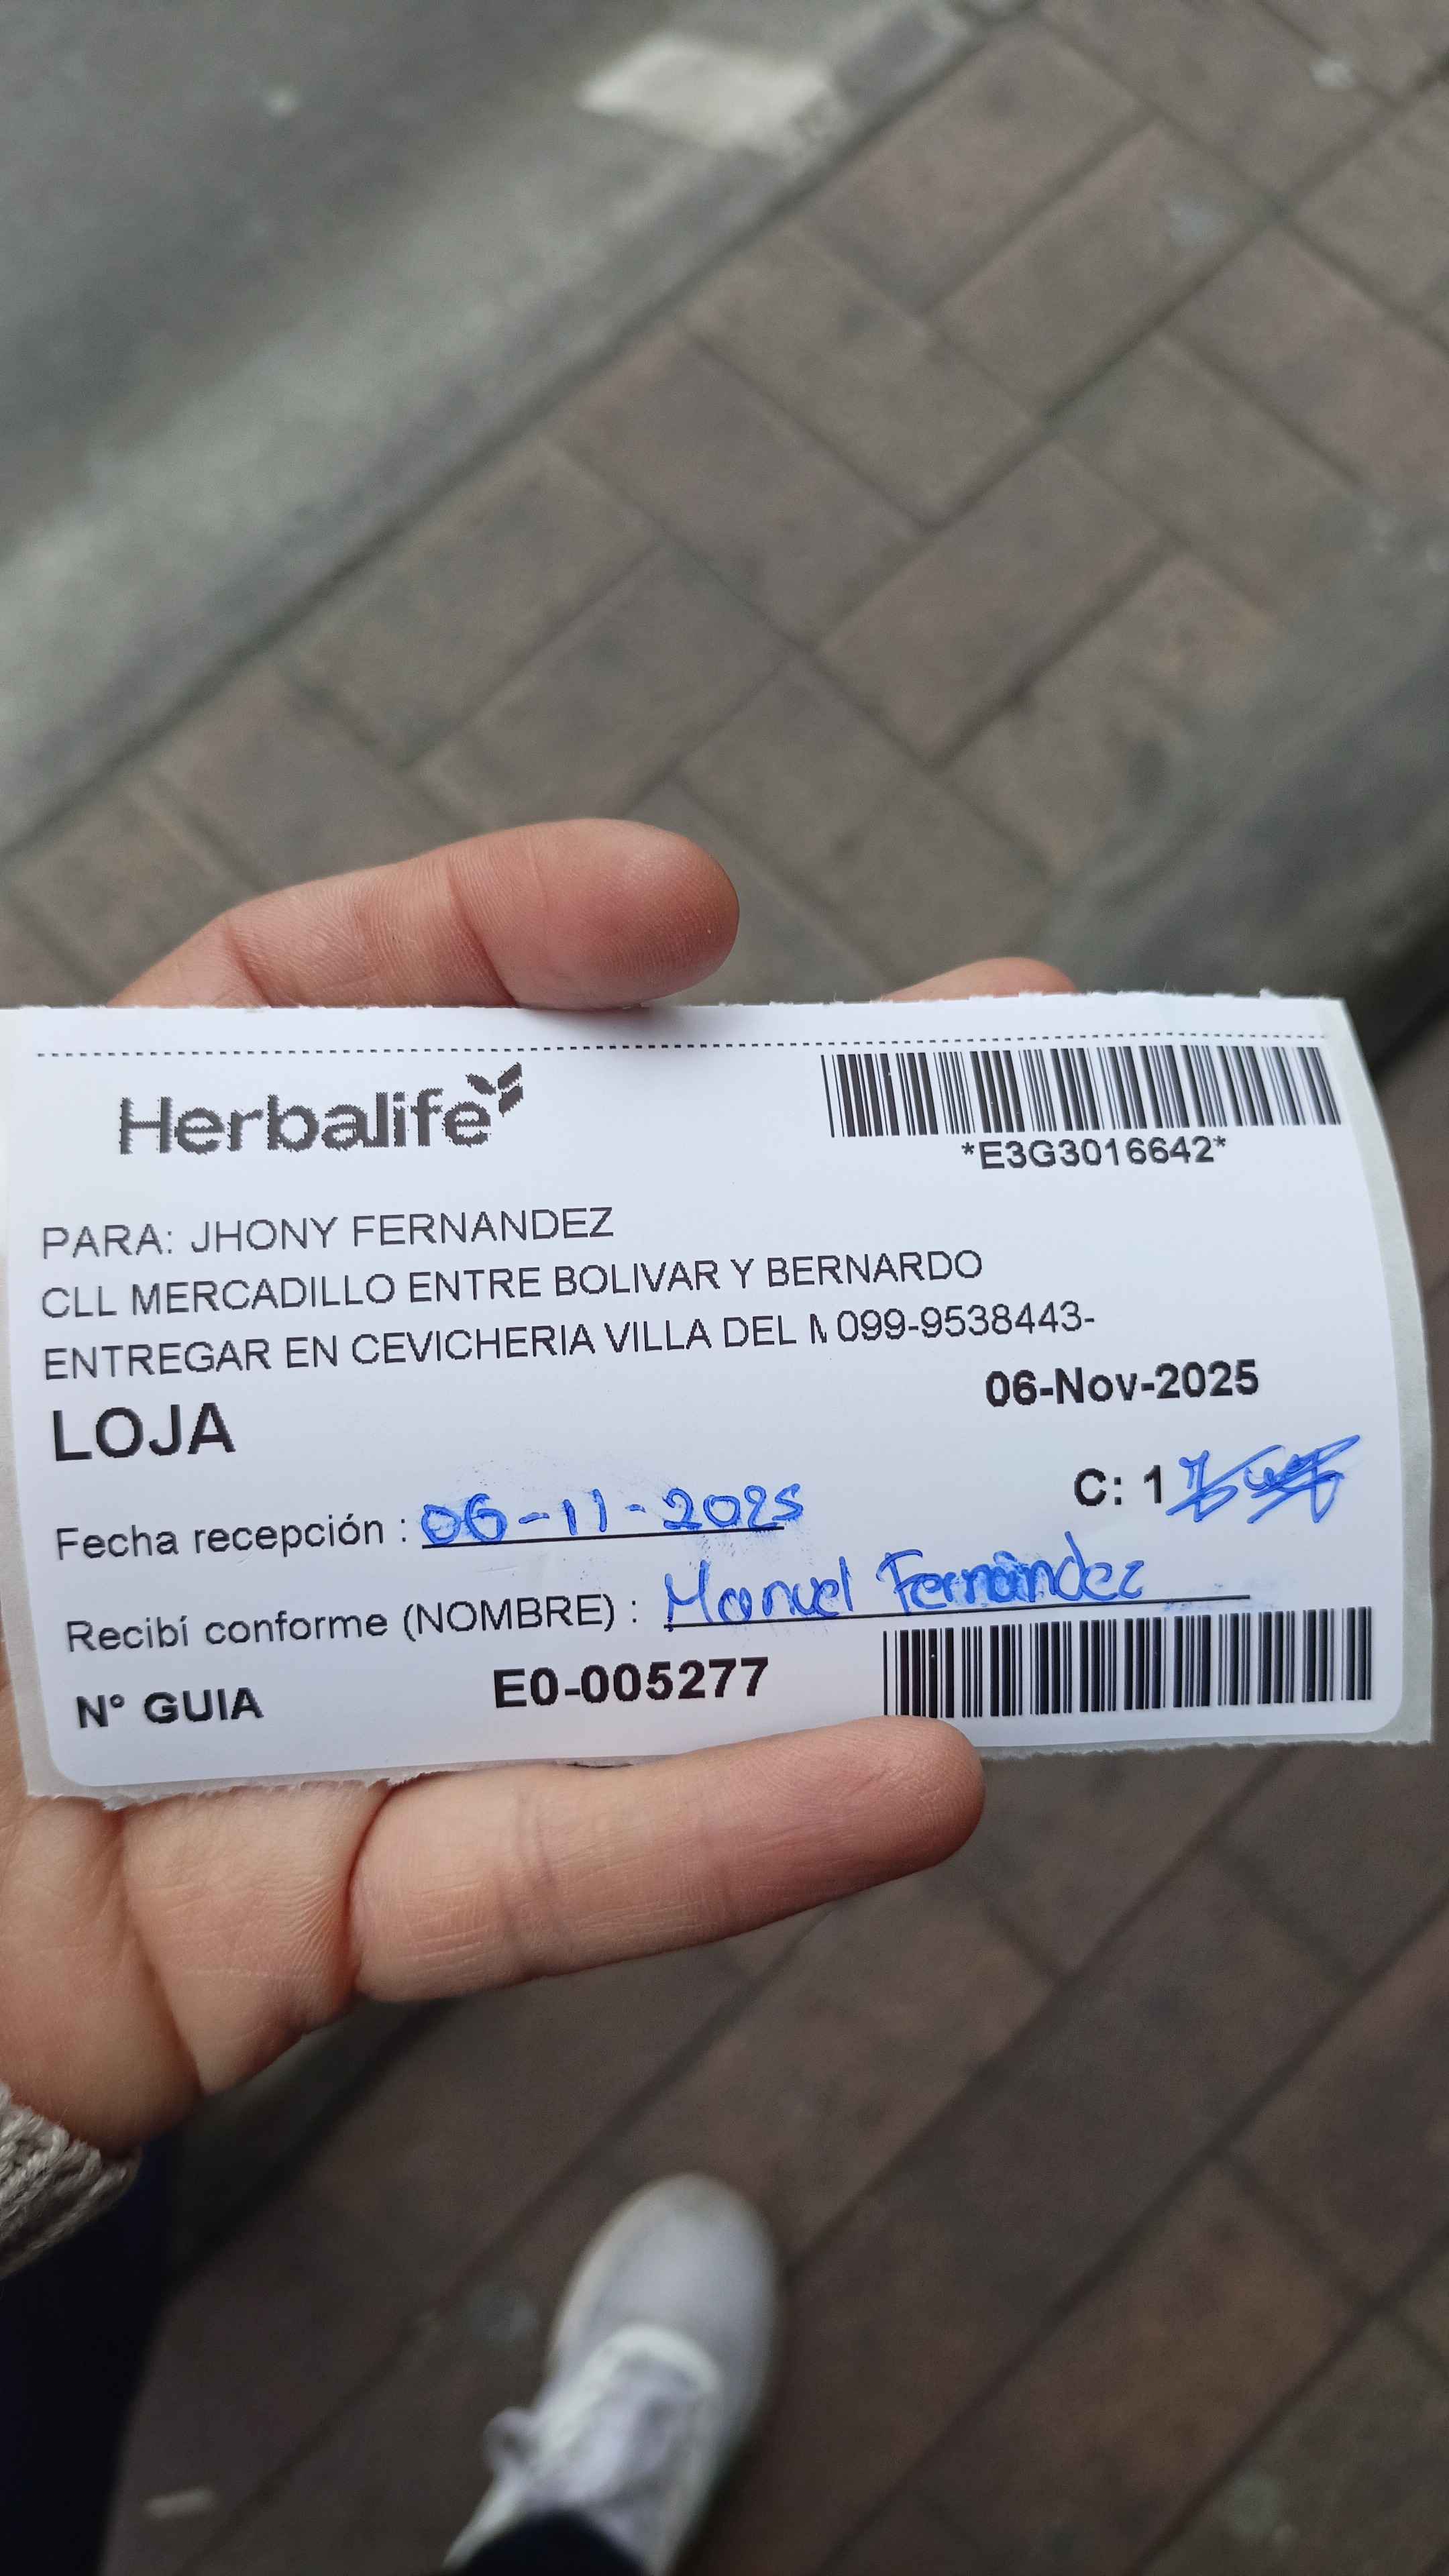 Herbalife
*E3G3016642*
PARA: JHONY FERNANDEZ
CLL MERCADILLO ENTRE BOLIVAR Y BERNARDO
ENTREGAR EN CEVICHERIA VILLA DEL M 099-9538443-
06-Nov-2025
LOJA
C: 1
Fecha recepción : 06-11-2025
Recibí conforme (NOMBRE) : Manuel Fernández
N° GUIA E0-005277